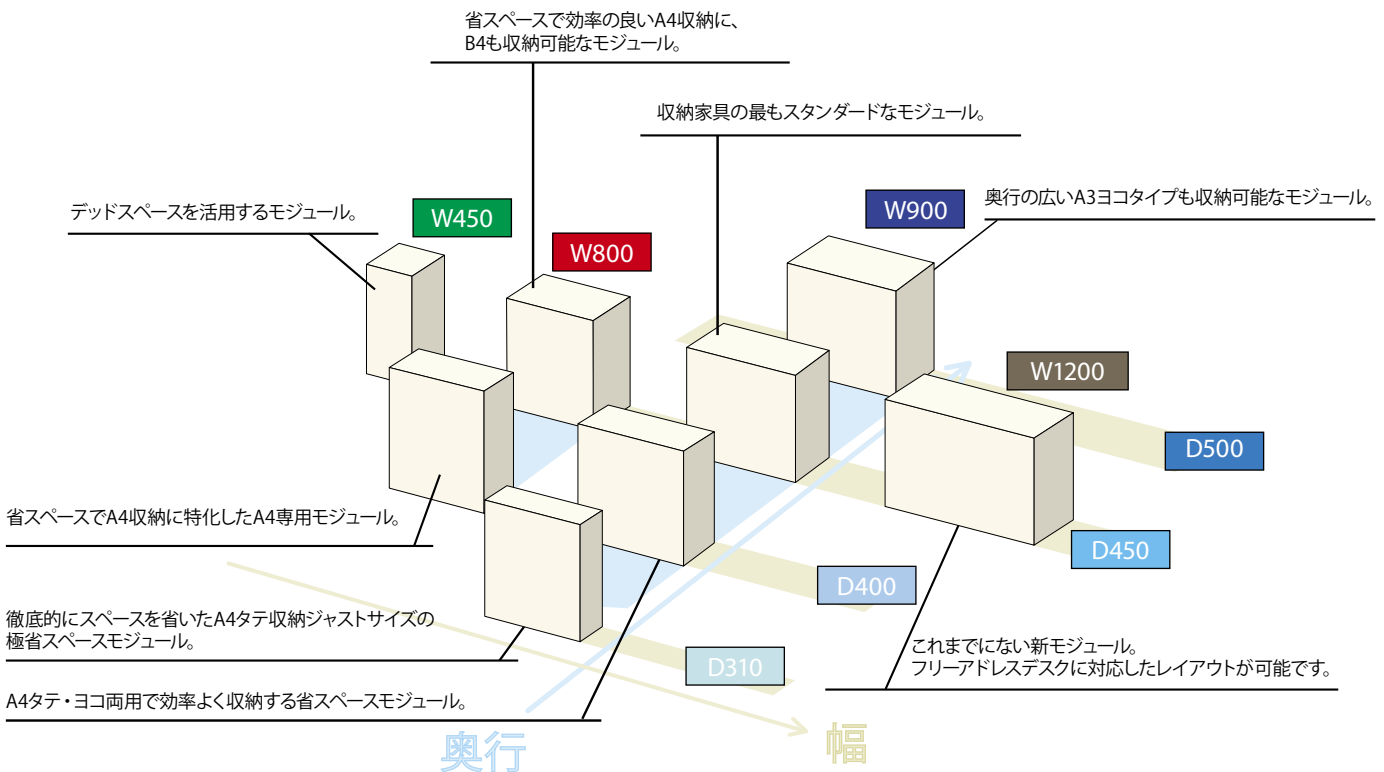 省スペースで効率の良いA4収納に、
B4も収納可能なモジュール。
収納家具の最もスタンダードなモジュール。
奥行の広いA3ヨコタイプも収納可能なモジュール。
デッドスペースを活用するモジュール。
W450
W800
W900
W1200
D500
D450
D400
D310
省スペースでA4収納に特化したA4専用モジュール。
徹底的にスペースを省いたA4タテ収納ジャストサイズの
極省スペースモジュール。
A4タテ・ヨコ両用で効率よく収納する省スペースモジュール。
これまでにない新モジュール。
フリーアドレスデスクに対応したレイアウトが可能です。
奥行
幅